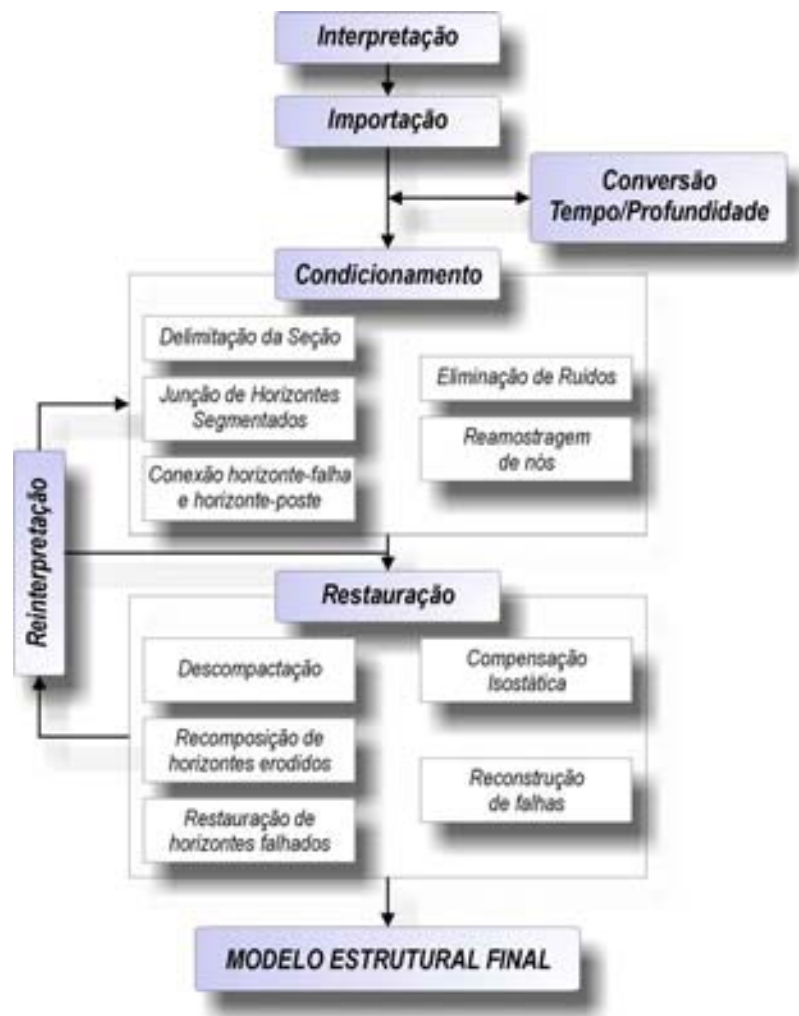 Interpretação
Importação
Conversão
Tempo/Profundidade
Condicionamento
Delimitação da Seção
Junção de Horizontes
Segmentados
Conexão horizonte-falha
e horizonte-poste
Eliminação de Ruidos
Reamostragem
de nós
Reinterpretação
Restauração
Descompactação
Recomposição de
horizontes erodidos
Restauração de
horizontes falhados
Compensação
Isostática
Reconstrução
de falhas
MODELO ESTRUTURAL FINAL